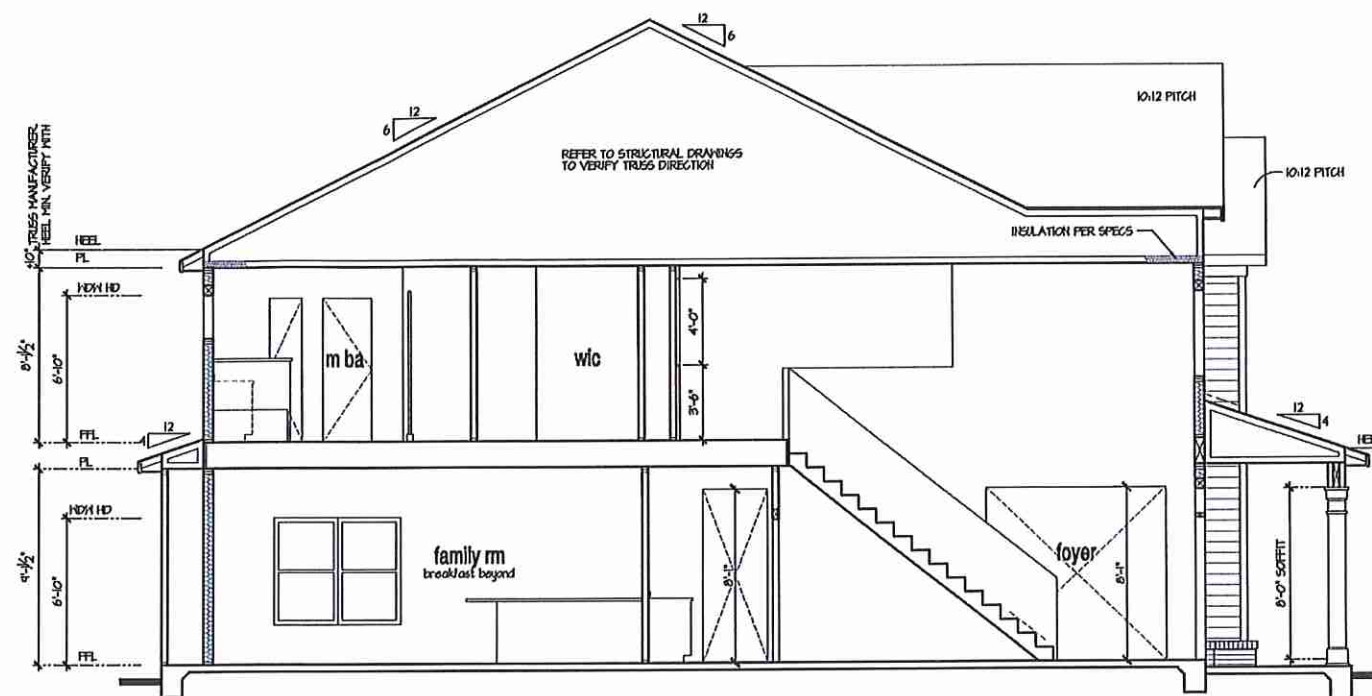 12
6
10:12 PITCH
12
6
10:12 PITCH
REFER TO STRUCTURAL DRAWINGS
TO VERIFY TRUSS DIRECTION
TRUSS MANUFACTURER.
HEEL MIN. VERIFY WITH
±10"
HEEL
PL
INSULATION PER SPECS
WDW HD
8'-1½"
6'-10"
m ba
wic
4'-0"
3'-6"
FFL
12
4
12
4
PL
WDW HD
9'-1½"
6'-10"
family rm
breakfast beyond
8'-1"
foyer
8'-1"
8'-0" SOFFIT
FFL